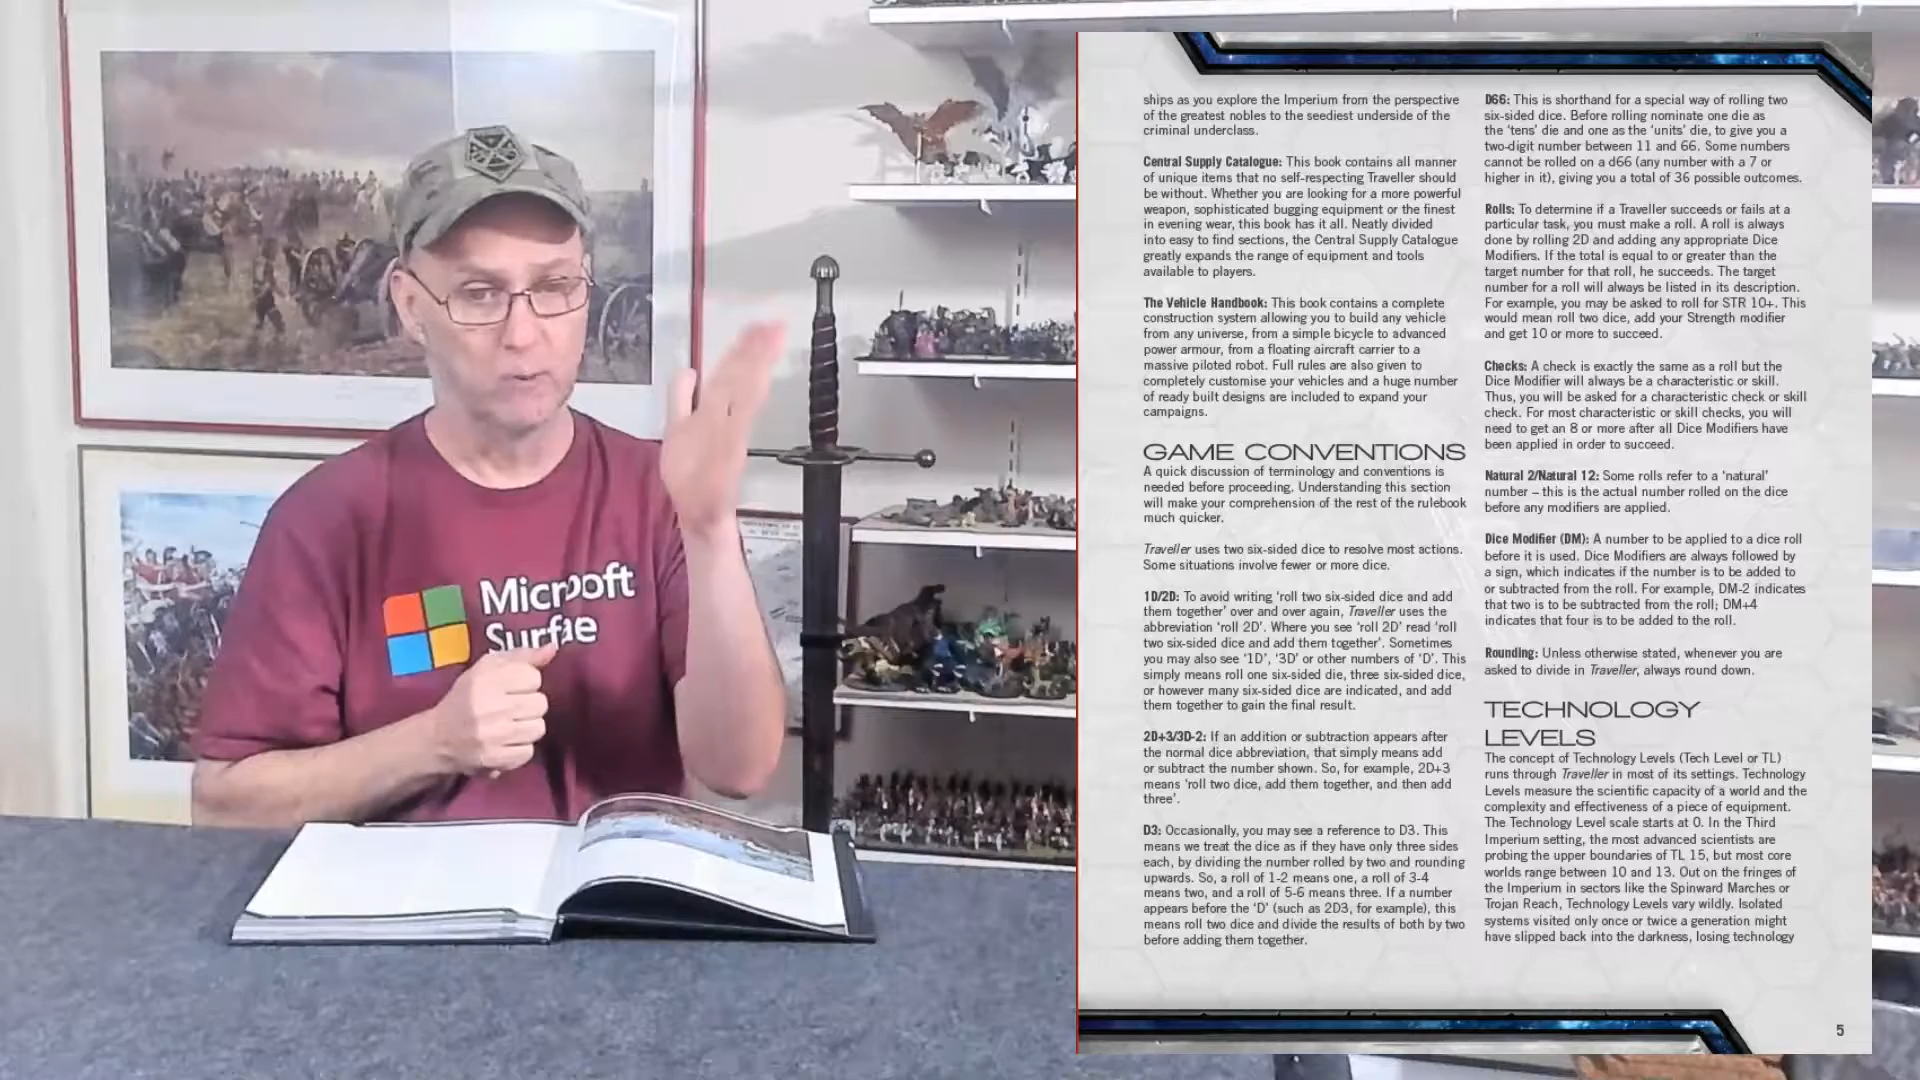 Microsoft
Surface
ships as you explore the Imperium from the perspective
of the greatest nobles to the seediest underside of the
criminal underclass.
Central Supply Catalogue: This book contains all manner
of unique items that no self-respecting Traveller should
be without. Whether you are looking for a more powerful
weapon, sophisticated bugging equipment or the finest
in evening wear, this book has it all. Neatly divided
into easy to find sections, the Central Supply Catalogue
greatly expands the range of equipment and tools
available to players.
The Vehicle Handbook: This book contains a complete
construction system allowing you to build any vehicle
from any universe, from a simple bicycle to advanced
power armour, from a floating aircraft carrier to a
massive piloted robot. Full rules are also given to
completely customise your vehicles and a huge number
of ready built designs are included to expand your
campaigns.
GAME CONVENTIONS
A quick discussion of terminology and conventions is
needed before proceeding. Understanding this section
will make your comprehension of the rest of the rulebook
much quicker.
Traveller uses two six-sided dice to resolve most actions.
Some situations involve fewer or more dice.
1D/2D: To avoid writing ‘roll two six-sided dice and add
them together’ over and over again, Traveller uses the
abbreviation ‘roll 2D’. Where you see ‘roll 2D’ read ‘roll
two six-sided dice and add them together’. Sometimes
you may also see ‘1D’, ‘3D’ or other numbers of ‘D’. This
simply means roll one six-sided die, three six-sided dice,
or however many six-sided dice are indicated, and add
them together to gain the final result.
2D+3/3D-2: If an addition or subtraction appears after
the normal dice abbreviation, that simply means add
or subtract the number shown. So, for example, 2D+3
means ‘roll two dice, add them together, and then add
three’.
D3: Occasionally, you may see a reference to D3. This
means we treat the dice as if they have only three sides
each, by dividing the number rolled by two and rounding
upwards. So, a roll of 1-2 means one, a roll of 3-4
means two, and a roll of 5-6 means three. If a number
appears before the ‘D’ (such as 2D3, for example), this
means roll two dice and divide the results of both by two
before adding them together.
D66: This is shorthand for a special way of rolling two
six-sided dice. Before rolling nominate one die as
the ‘tens’ die and one as the ‘units’ die, to give you a
two-digit number between 11 and 66. Some numbers
cannot be rolled on a d66 (any number with a 7 or
higher in it), giving you a total of 36 possible outcomes.
Rolls: To determine if a Traveller succeeds or fails at a
particular task, you must make a roll. A roll is always
done by rolling 2D and adding any appropriate Dice
Modifiers. If the total is equal to or greater than the
target number for that roll, he succeeds. The target
number for a roll will always be listed in its description.
For example, you may be asked to roll for STR 10+. This
would mean roll two dice, add your Strength modifier
and get 10 or more to succeed.
Checks: A check is exactly the same as a roll but the
Dice Modifier will always be a characteristic or skill.
Thus, you will be asked for a characteristic check or skill
check. For most characteristic or skill checks, you will
need to get an 8 or more after all Dice Modifiers have
been applied in order to succeed.
Natural 2/Natural 12: Some rolls refer to a ‘natural’
number – this is the actual number rolled on the dice
before any modifiers are applied.
Dice Modifier (DM): A number to be applied to a dice roll
before it is used. Dice Modifiers are always followed by
a sign, which indicates if the number is to be added to
or subtracted from the roll. For example, DM-2 indicates
that two is to be subtracted from the roll; DM+4
indicates that four is to be added to the roll.
Rounding: Unless otherwise stated, whenever you are
asked to divide in Traveller, always round down.
TECHNOLOGY
LEVELS
The concept of Technology Levels (Tech Level or TL)
runs through Traveller in most of its settings. Technology
Levels measure the scientific capacity of a world and the
complexity and effectiveness of a piece of equipment.
The Technology Level scale starts at 0. In the Third
Imperium setting, the most advanced scientists are
probing the upper boundaries of TL 15, but most core
worlds range between 10 and 13. Out on the fringes of
the Imperium in sectors like the Spinward Marches or
Trojan Reach, Technology Levels vary wildly. Isolated
systems visited only once or twice a generation might
have slipped back into the darkness, losing technology
5